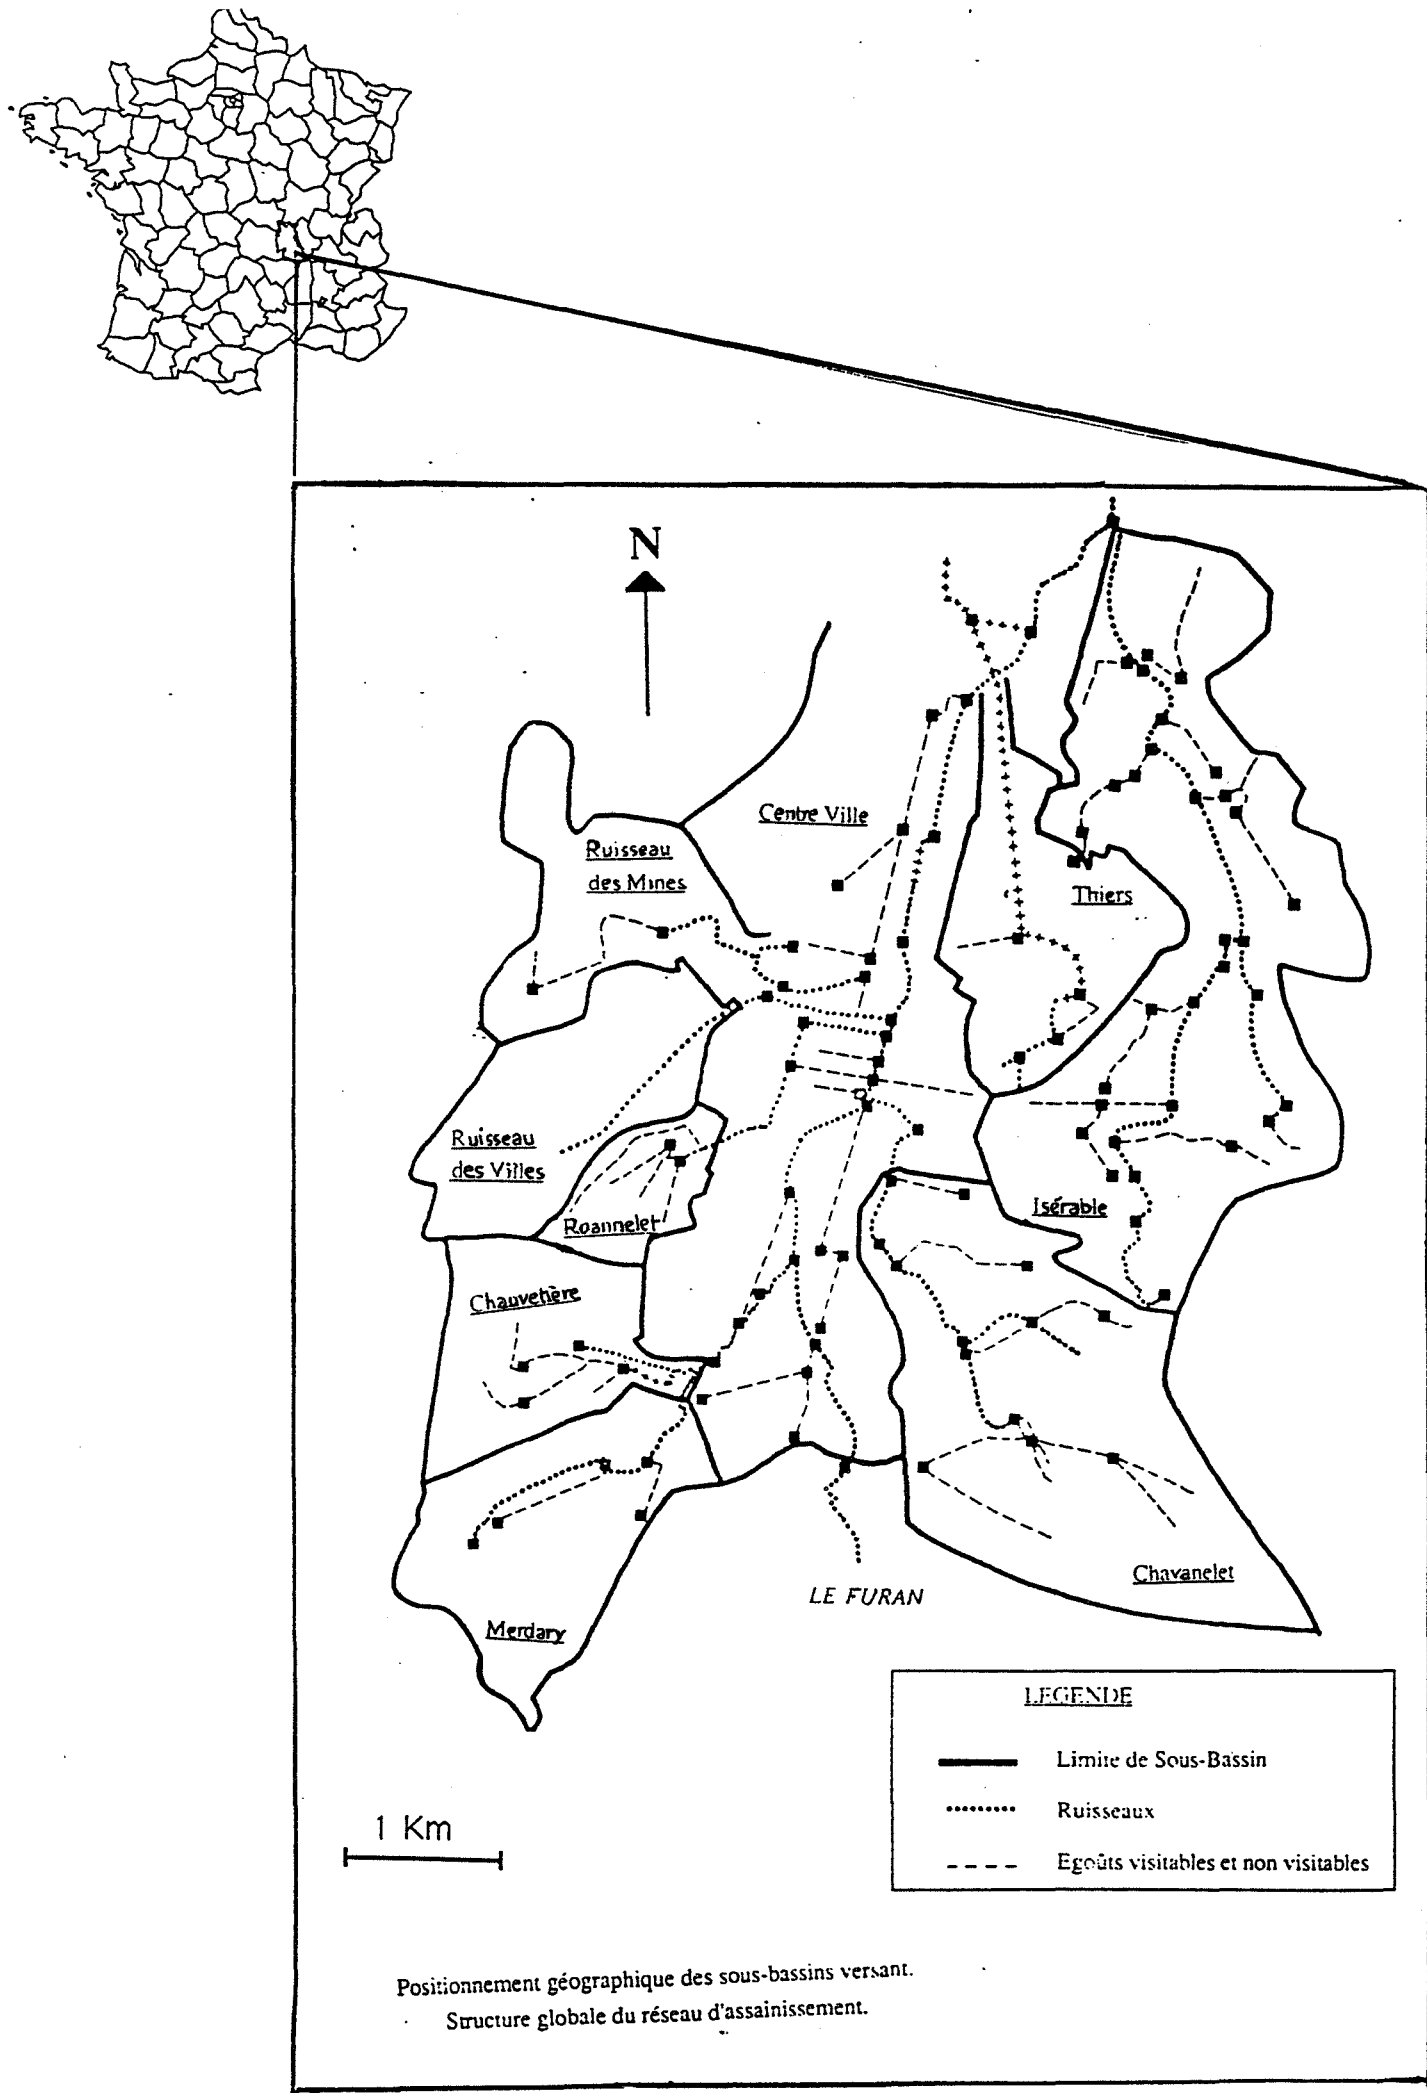 N
Centre Ville
Ruisseau
des Mines
Thiers
Ruisseau
des Villes
Roannelet
Isérable
Chauvetière
Chavanelet
LE FURAN
Merdary
LEGENDE
Limite de Sous-Bassin
Ruisseaux
Egoûts visitables et non visitables
1 Km
Positionnement géographique des sous-bassins versant.
Structure globale du réseau d'assainissement.